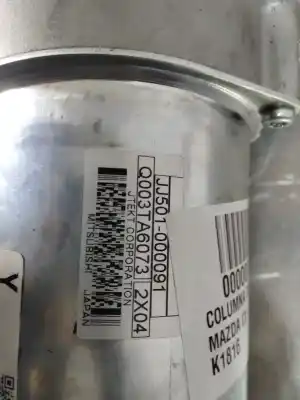 JJ501-000091
Q003TA6073 2X04
JTEKT CORPORATION
MITSUBISHI JAPAN
COLUMNA
MAZDA
K1816
Y